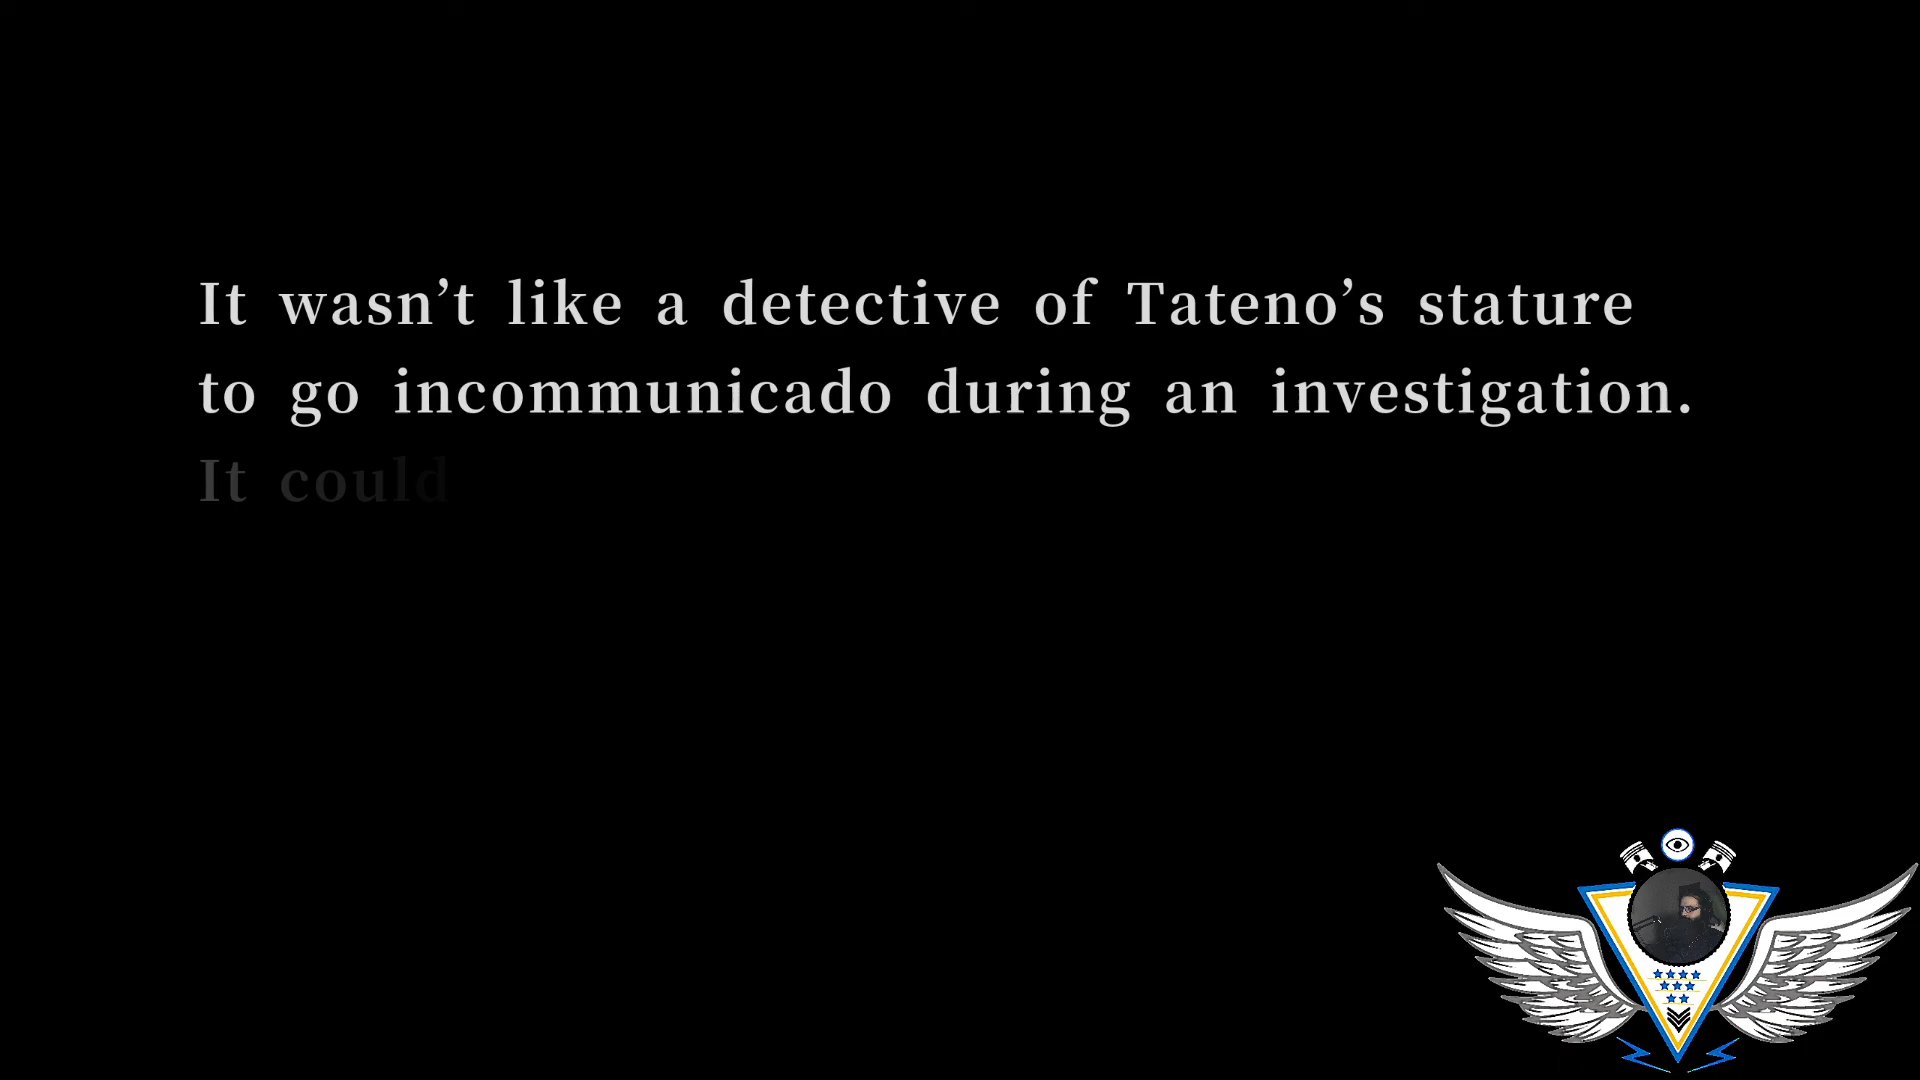 It wasn’t like a detective of Tateno’s stature
to go incommunicado during an investigation.
It could